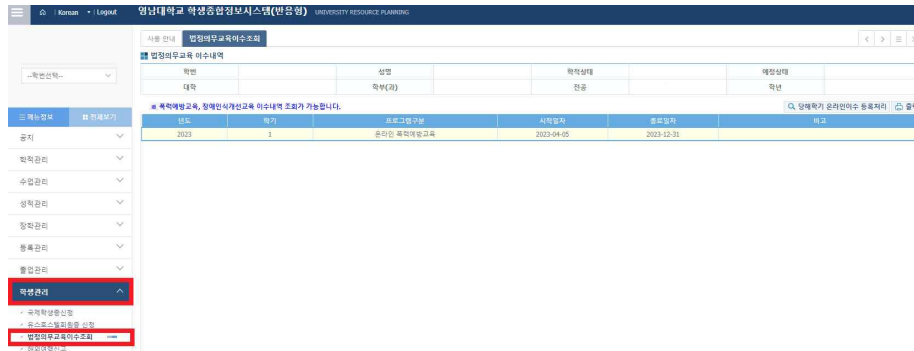 Korean Logout 영남대학교 학생종합정보시스템(반응형) UNIVERSITY RESOURCE PLANNING
사용 안내 법정의무교육이수조회
법정의무교육 이수내역
--학번선택--
학번 성명 학적상태 예정상태
대학 학부(과) 전공 학년
폭력예방교육, 장애인식개선교육 이수내역 조회가 가능합니다.
당해학기 온라인이수 등록처리
메뉴정보 전체보기
년도 학기 프로그램구분 시작일자 종료일자 비고
2023 1 온라인 폭력예방교육 2023-04-05 2023-12-31
공지
학적관리
수업관리
성적관리
장학관리
등록관리
졸업관리
학생관리
국제학생증신청
유스호스텔회원증 신청
법정의무교육이수조회